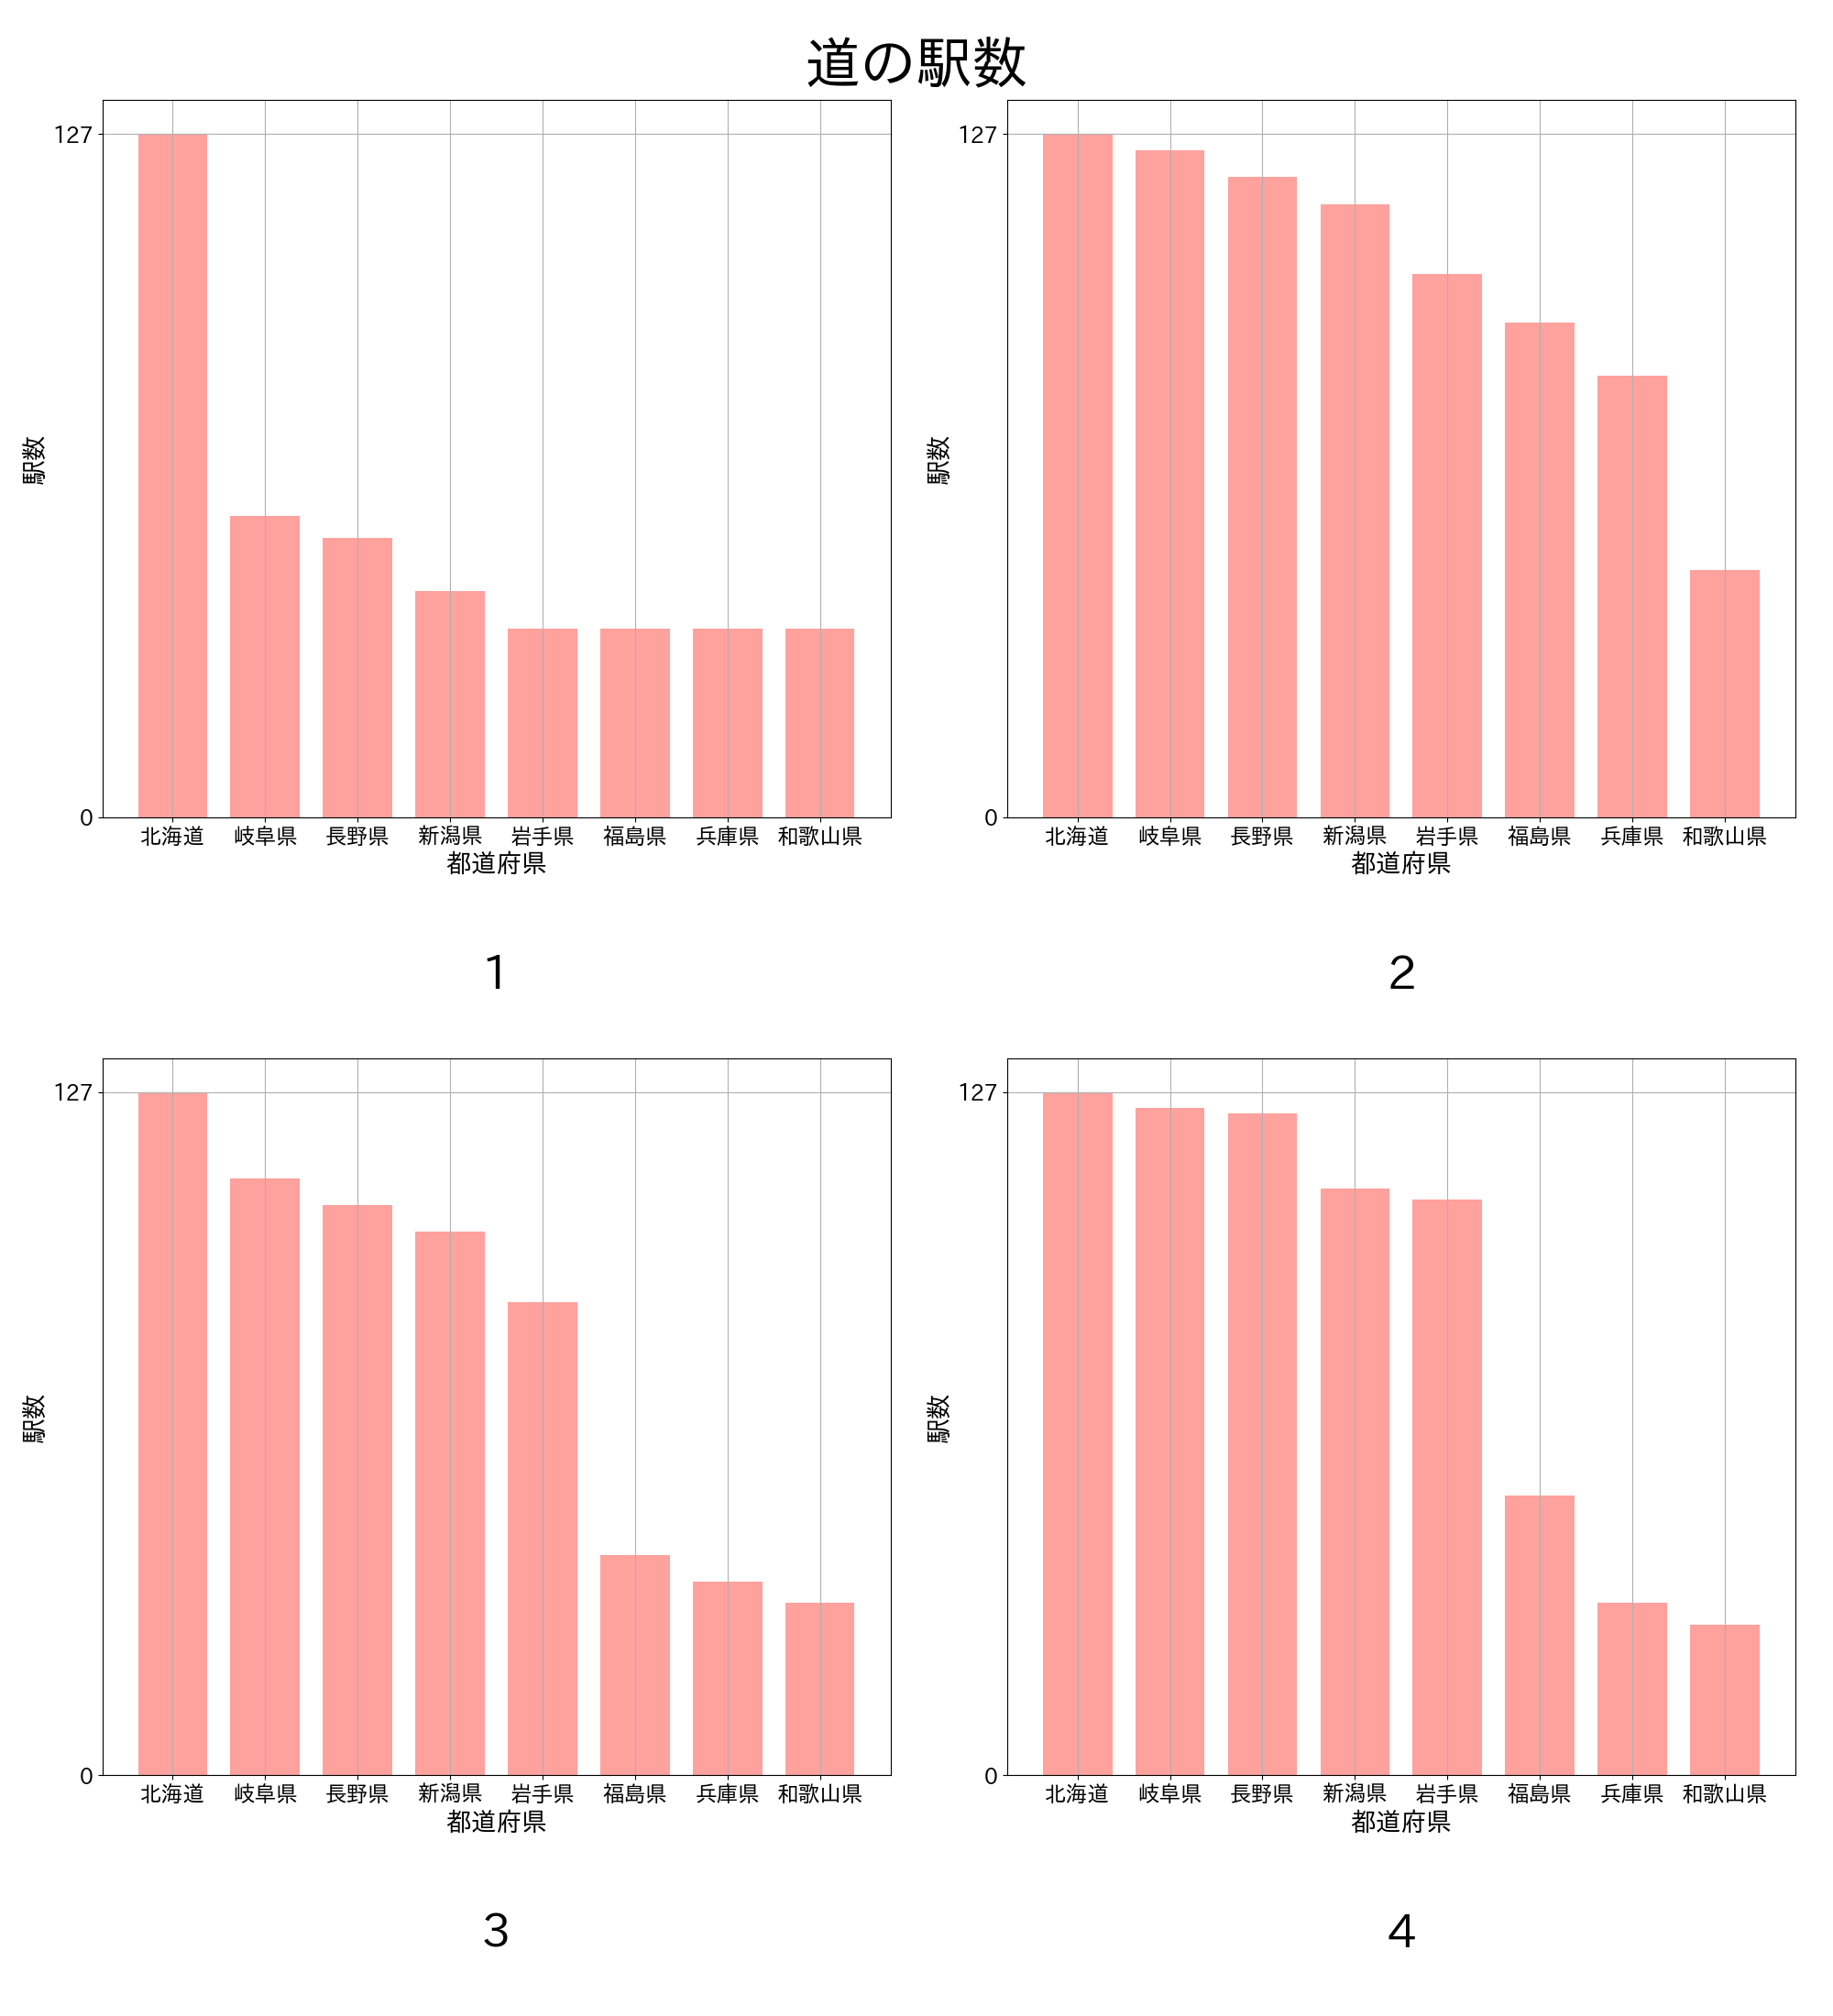 道の駅数
127
駅数
0
北海道 岐阜県 長野県 新潟県 岩手県 福島県 兵庫県 和歌山県
都道府県
1
127
駅数
0
北海道 岐阜県 長野県 新潟県 岩手県 福島県 兵庫県 和歌山県
都道府県
2
127
駅数
0
北海道 岐阜県 長野県 新潟県 岩手県 福島県 兵庫県 和歌山県
都道府県
3
127
駅数
0
北海道 岐阜県 長野県 新潟県 岩手県 福島県 兵庫県 和歌山県
都道府県
4